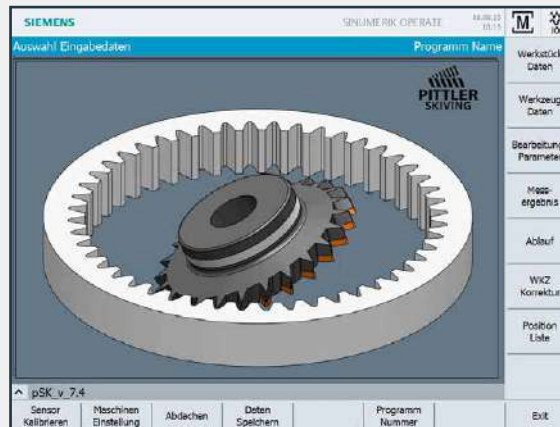 SIEMENS
SINUMERIK OPERATE
M
Auswahl Eingabedaten
Programm Name
PITTLER
SKIVING
Werkstück
Daten
Werkzeug
Daten
Bearbeitung
Parameter
Mess-
ergebnis
Ablauf
WKZ
Korrektur
Position
Liste
pSK_v_7.4
Sensor
Kalibrieren
Maschinen
Einstellung
Abdachen
Daten
Speichern
Programm
Nummer
Exit